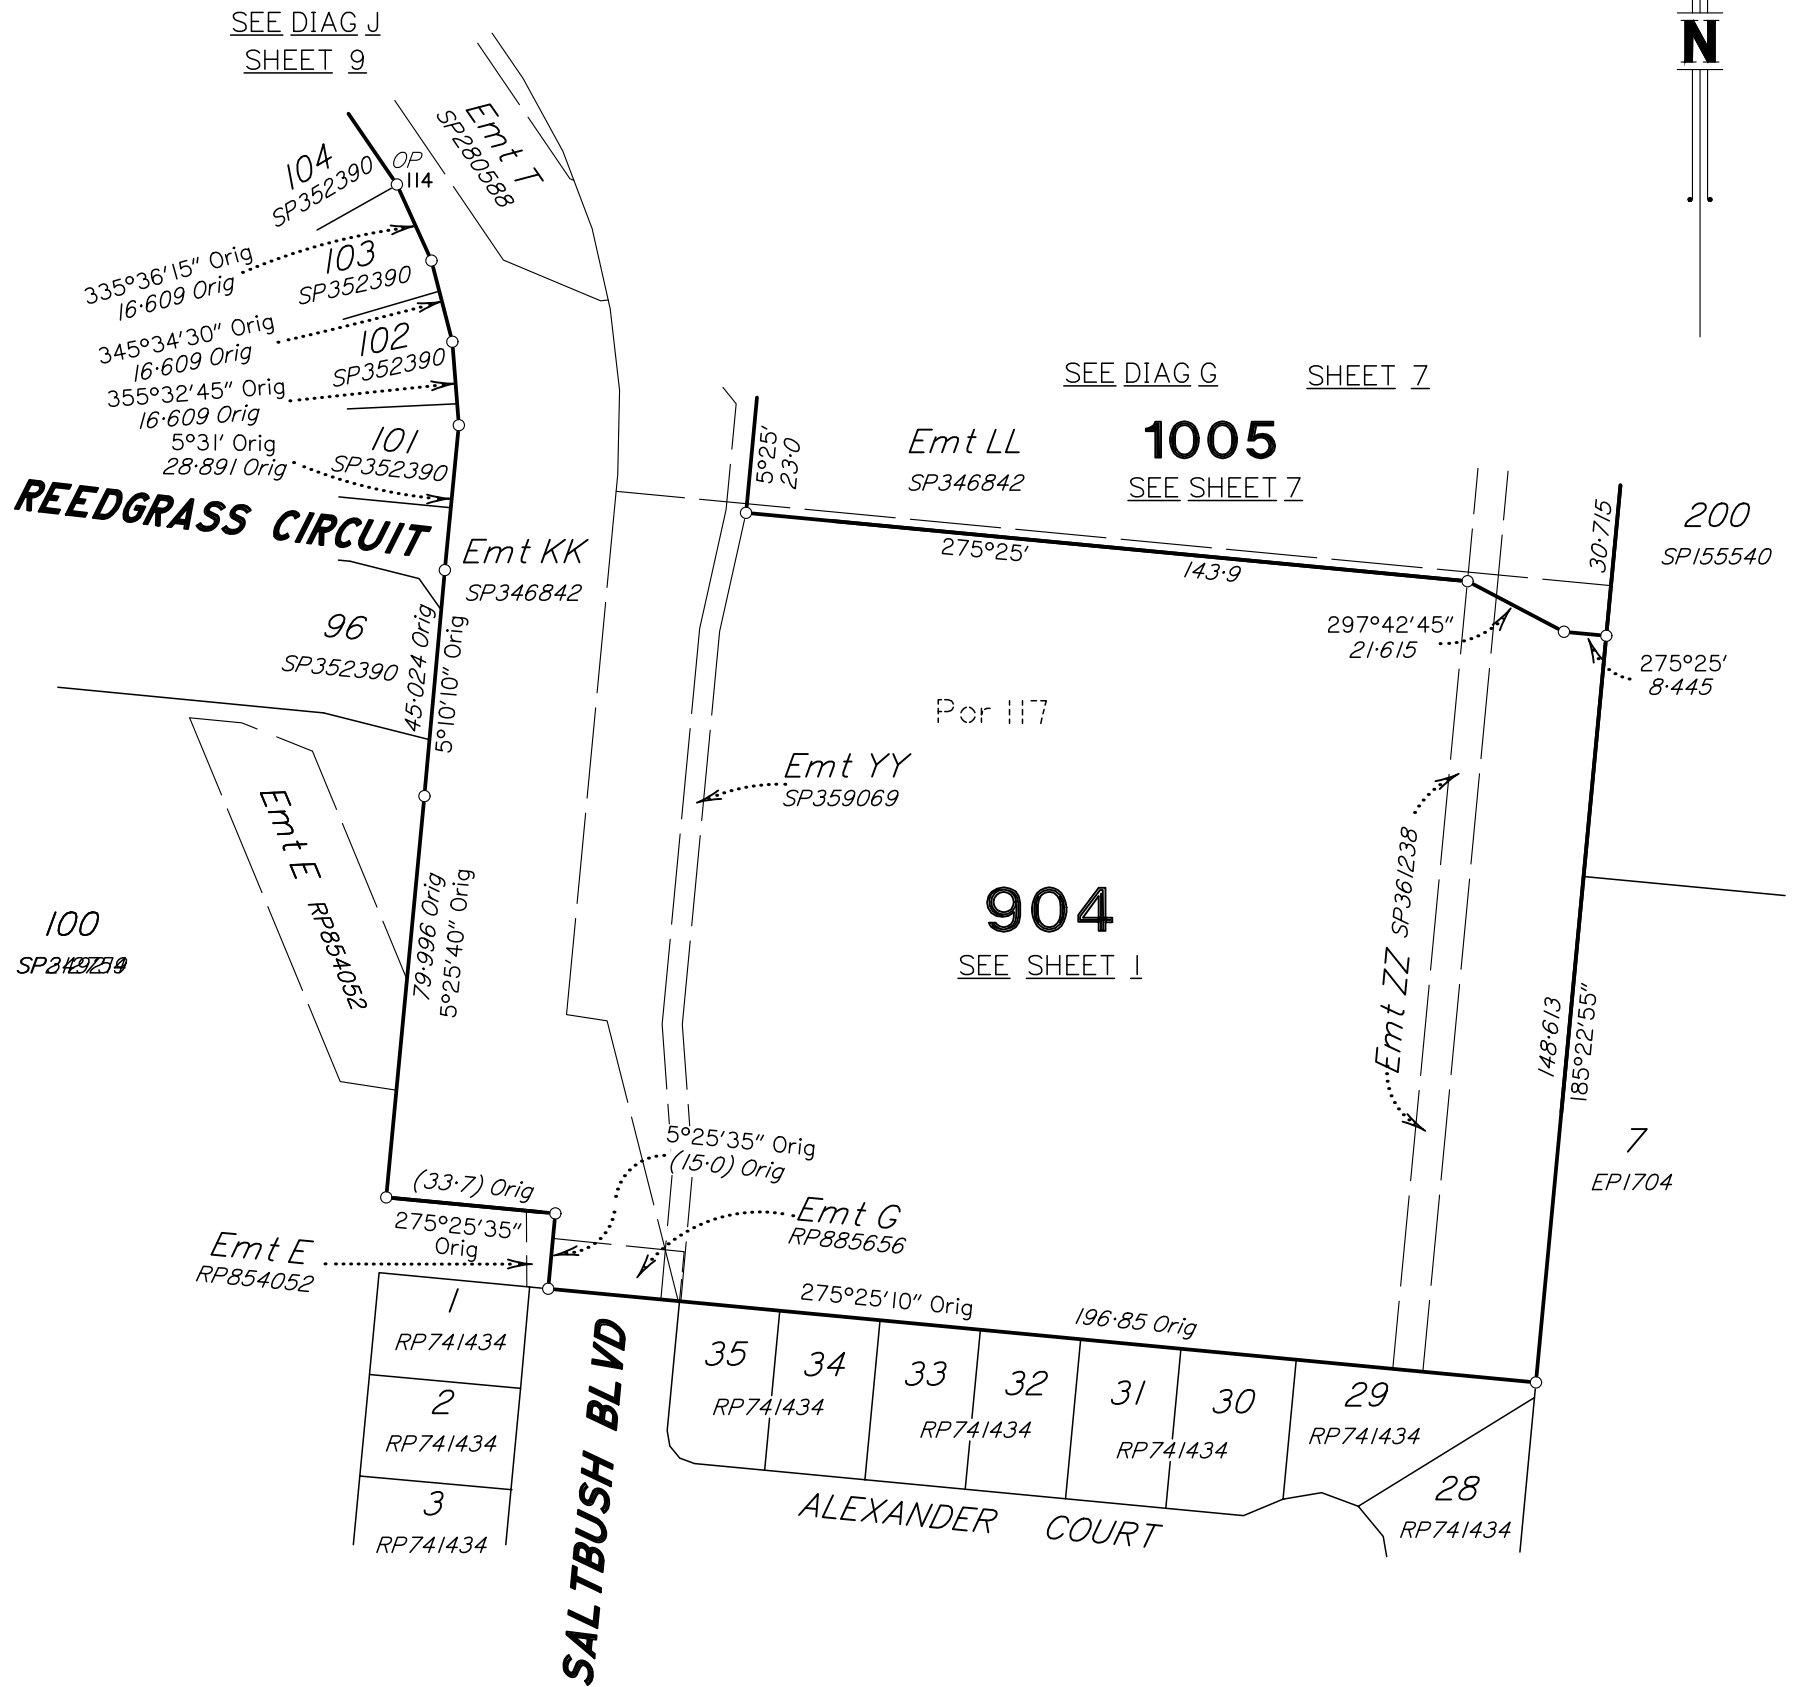 SEE DIAG J
SHEET 9
N
Emt T
SP280588
104
SP352390
OP
114
335°36'15" Orig
16·609 Orig
103
SP352390
345°34'30" Orig
16·609 Orig
102
SP352390
355°32'45" Orig
16·609 Orig
5°31' Orig
28·891 Orig
101
SP352390
REEDGRASS CIRCUIT
Emt KK
SP346842
SEE DIAG G
SHEET 7
5°25'
23·0
Emt LL
SP346842
1005
SEE SHEET 7
30·715
200
SP155540
275°25'
143·9
96
SP352390
45·024 Orig
5°10'10" Orig
297°42'45"
21·615
275°25'
8·445
Por 117
Emt YY
SP359069
Emt E RP854052
100
79·996 Orig
5°25'40" Orig
904
SEE SHEET 1
Emt ZZ SP361238
148·613
185°22'55"
7
EP1704
5°25'35" Orig
(15·0) Orig
(33·7) Orig
275°25'35"
Orig
Emt G
RP885656
Emt E
RP854052
275°25'10" Orig
196·85 Orig
1
RP741434
2
RP741434
3
RP741434
SALTBUSH BLVD
35
34
RP741434
33
32
RP741434
31
30
RP741434
29
RP741434
28
RP741434
ALEXANDER COURT